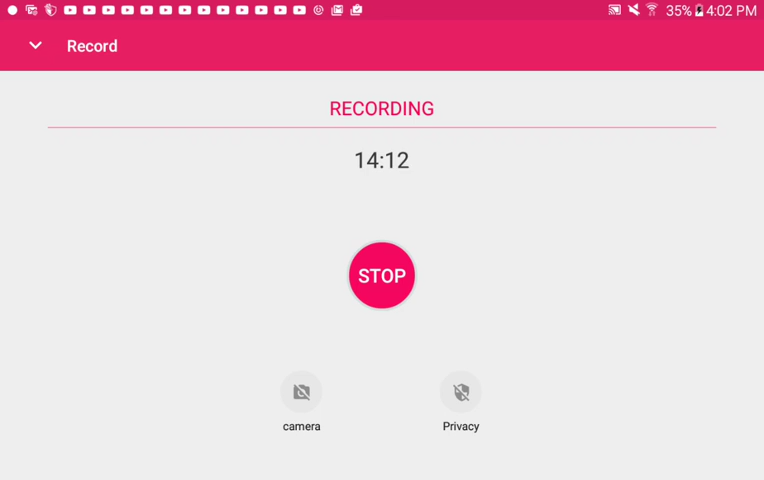 35% 4:02 PM
Record
RECORDING
14:12
STOP
camera Privacy